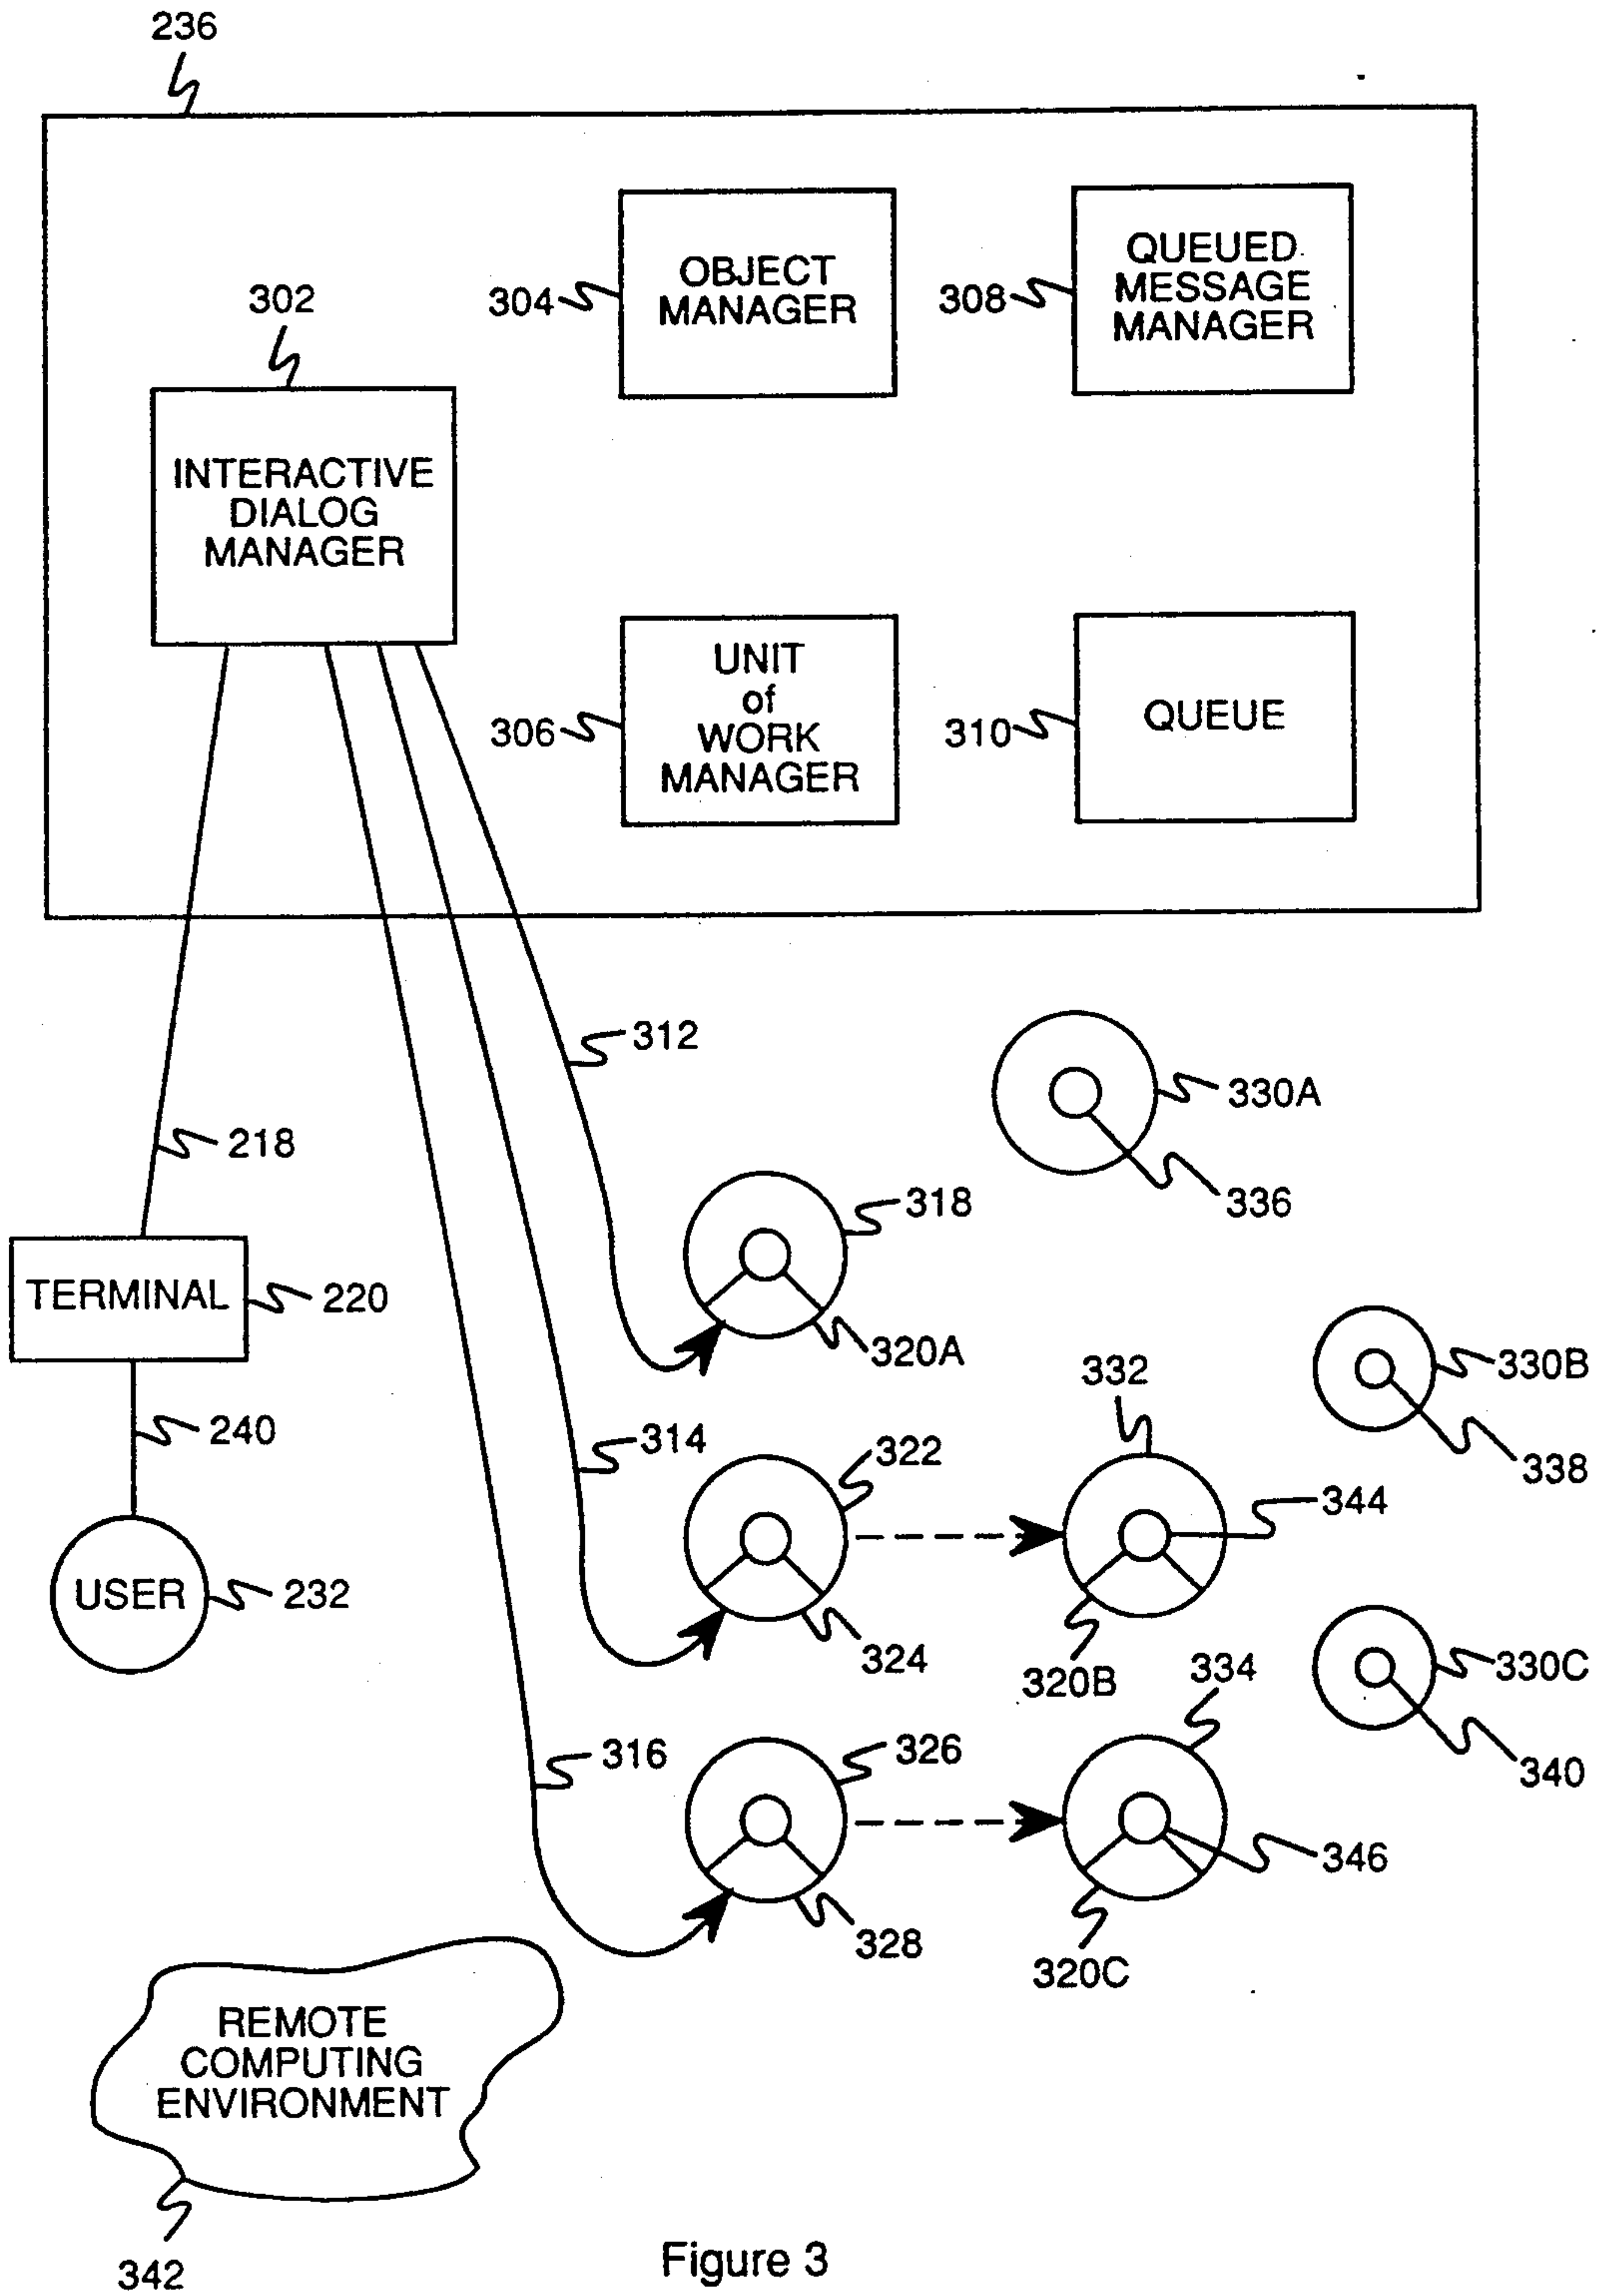 236
302
INTERACTIVE
DIALOG
MANAGER
304
OBJECT
MANAGER
308
QUEUED
MESSAGE
MANAGER
306
UNIT
of
WORK
MANAGER
310
QUEUE
312
330A
336
218
318
320A
TERMINAL
220
332
330B
338
240
314
322
344
USER
232
324
320B
334
330C
340
316
326
346
328
320C
REMOTE
COMPUTING
ENVIRONMENT
342
Figure 3